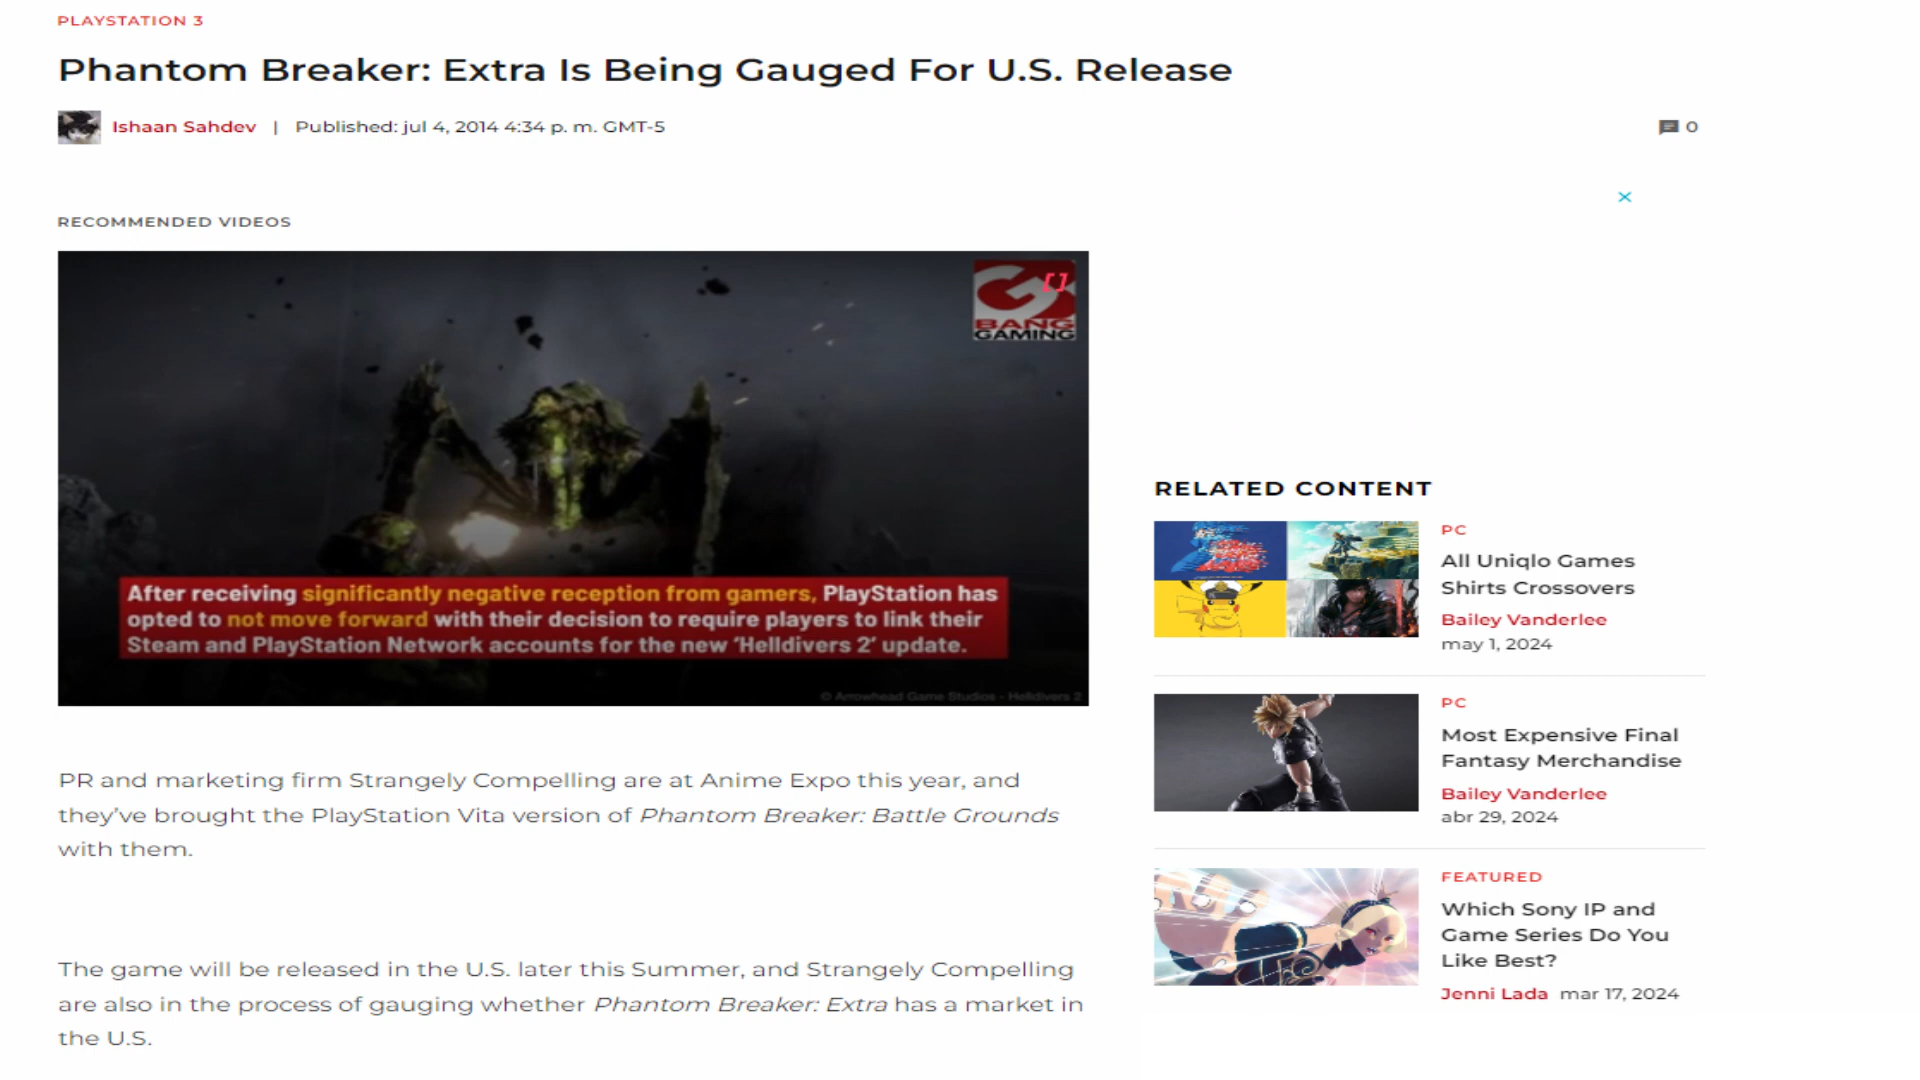 PLAYSTATION 3
Phantom Breaker: Extra Is Being Gauged For U.S. Release
Ishaan Sahdev | Published: jul 4, 2014 4:34 p. m. GMT-5
0
RECOMMENDED VIDEOS
G
BANG
GAMING
After receiving significantly negative reception from gamers, PlayStation has
opted to not move forward with their decision to require players to link their
Steam and PlayStation Network accounts for the new ‘Helldivers 2’ update.
© Arrowhead Game Studios - Helldivers 2
PR and marketing firm Strangely Compelling are at Anime Expo this year, and
they’ve brought the PlayStation Vita version of Phantom Breaker: Battle Grounds
with them.
The game will be released in the U.S. later this Summer, and Strangely Compelling
are also in the process of gauging whether Phantom Breaker: Extra has a market in
the U.S.
RELATED CONTENT
PC
All Uniqlo Games
Shirts Crossovers
Bailey Vanderlee
may 1, 2024
PC
Most Expensive Final
Fantasy Merchandise
Bailey Vanderlee
abr 29, 2024
FEATURED
Which Sony IP and
Game Series Do You
Like Best?
Jenni Lada mar 17, 2024